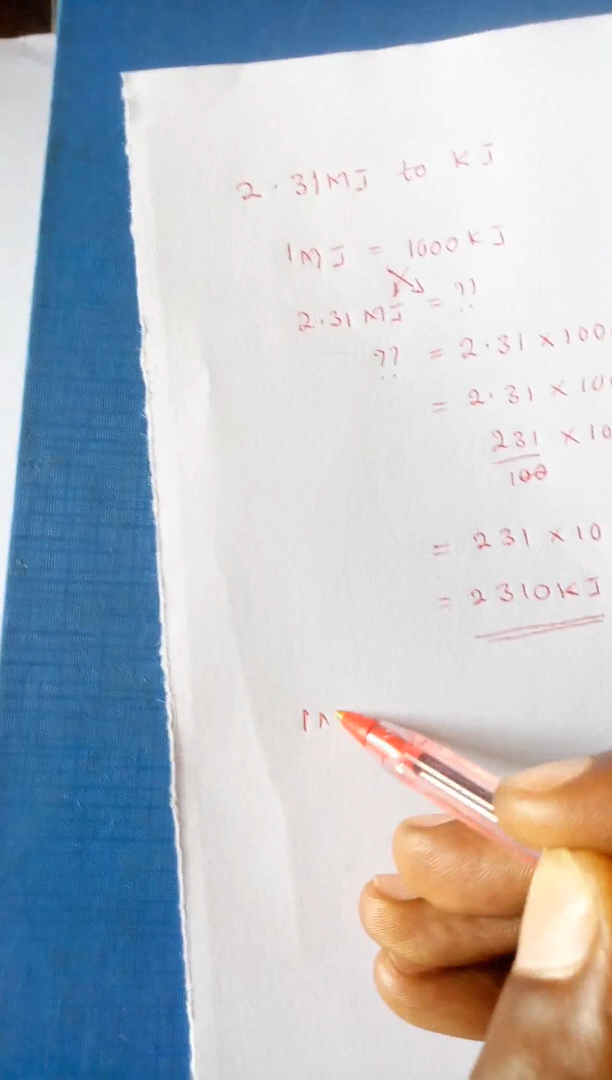 2.31MJ to KJ
1MJ = 1000KJ
2.31 MJ = ??
?? = 2.31 × 100
= 2.31 × 10
231 × 10
100
= 231 × 10
= 2310KJ